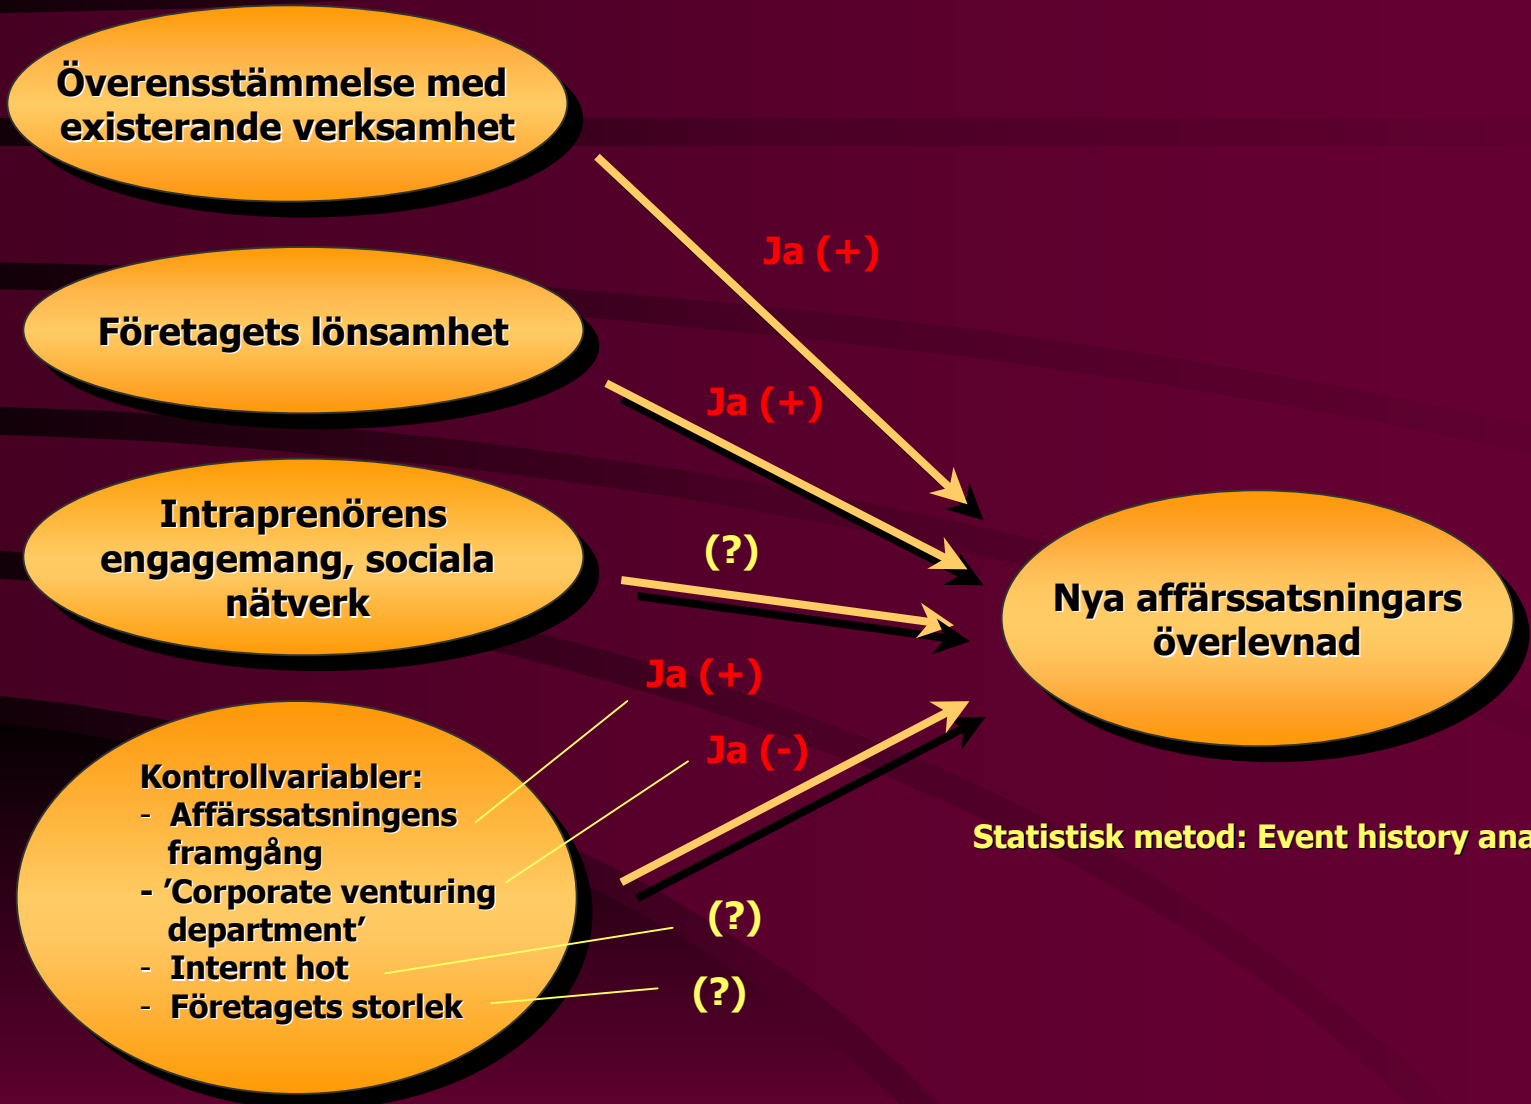 Överensstämmelse med
existerande verksamhet
Ja (+)
Företagets lönsamhet
Ja (+)
Intraprenörens
engagemang, sociala
nätverk
(?)
Nya affärssatsningars
överlevnad
Ja (+)
Ja (-)
Kontrollvariabler:
- Affärssatsningens
framgång
- ’Corporate venturing
department’
- Internt hot
- Företagets storlek
(?)
(?)
Statistisk metod: Event history